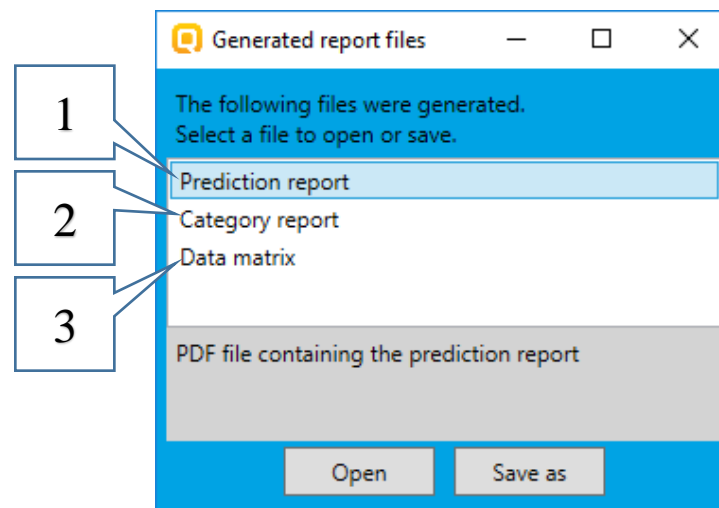 Generated report files
The following files were generated.
Select a file to open or save.
1
Prediction report
2
Category report
Data matrix
3
PDF file containing the prediction report
Open
Save as